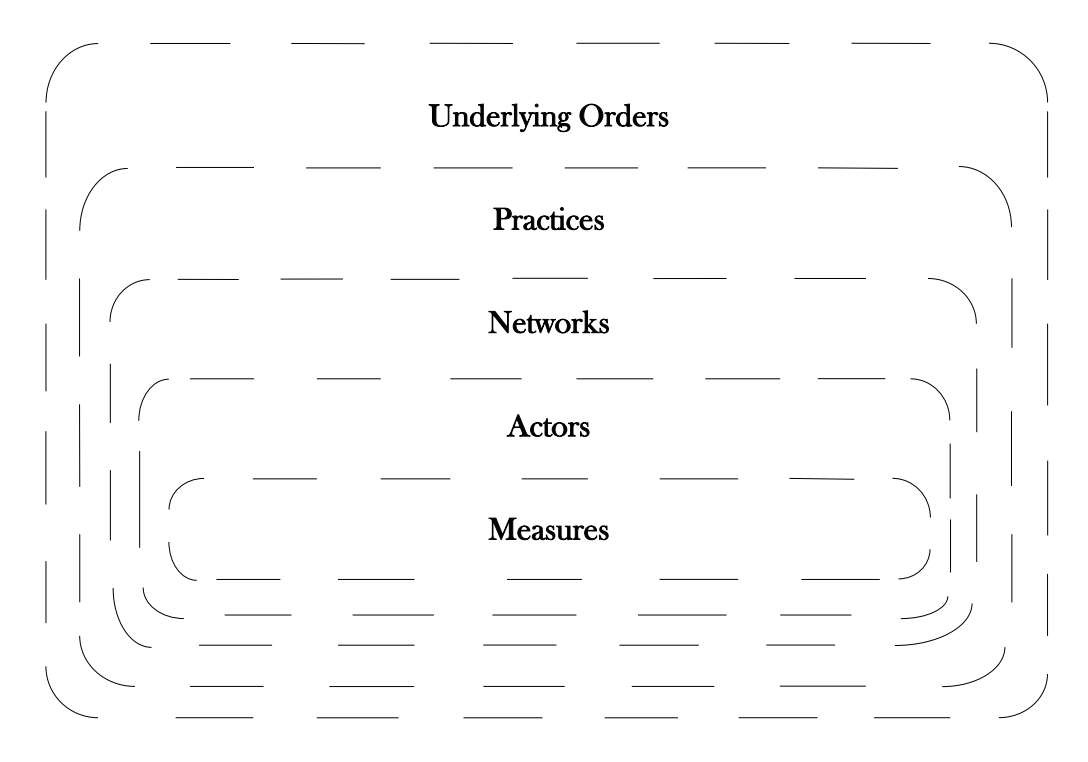 Underlying Orders
Practices
Networks
Actors
Measures